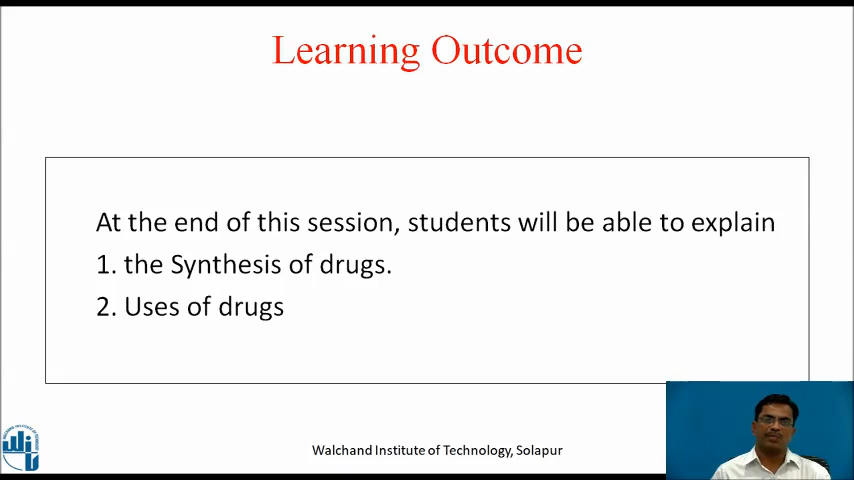 Learning Outcome
At the end of this session, students will be able to explain
1. the Synthesis of drugs.
2. Uses of drugs
Walchand Institute of Technology, Solapur